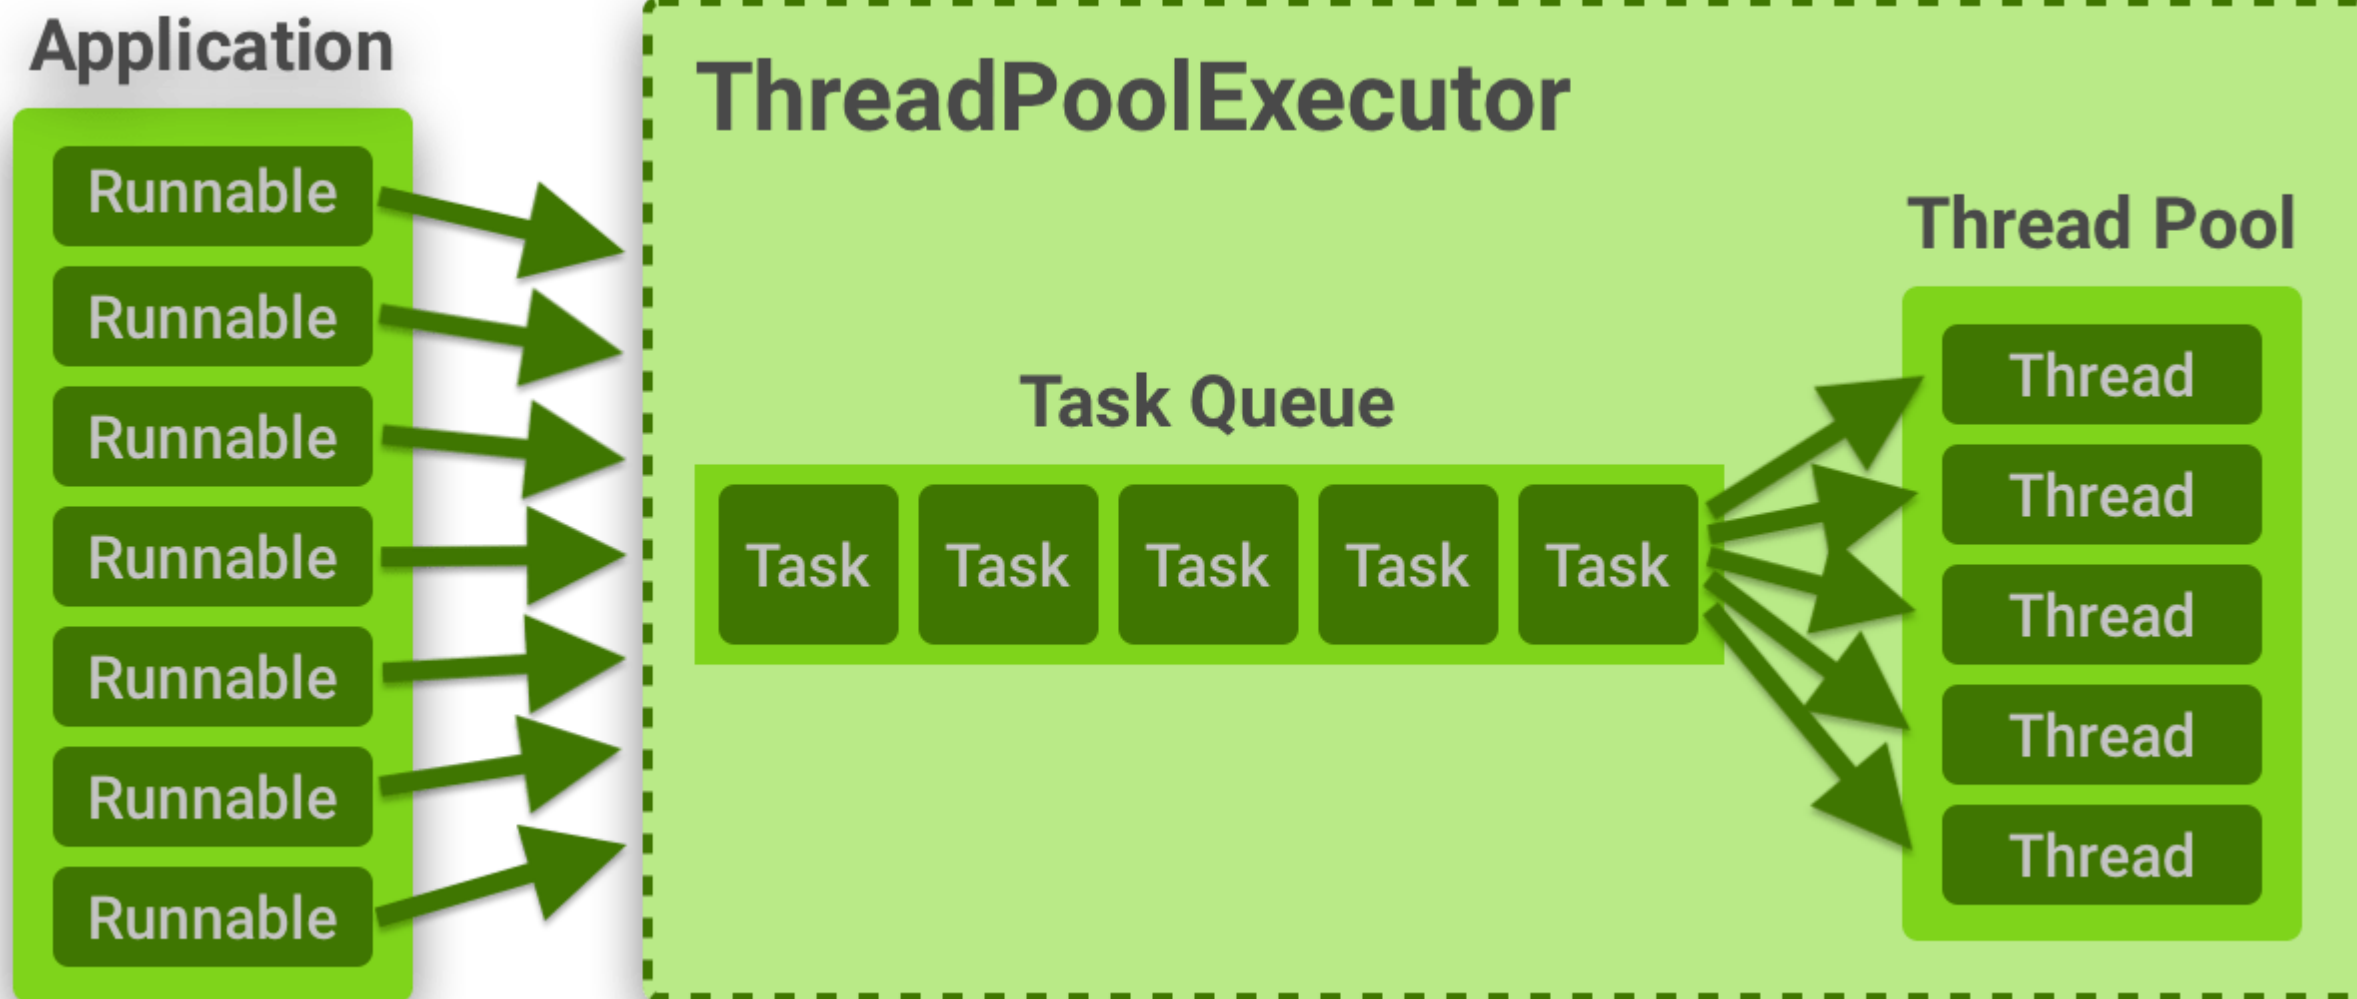 Application
Runnable
Runnable
Runnable
Runnable
Runnable
Runnable
Runnable
ThreadPoolExecutor
Task Queue
Task Task Task Task Task
Thread Pool
Thread
Thread
Thread
Thread
Thread